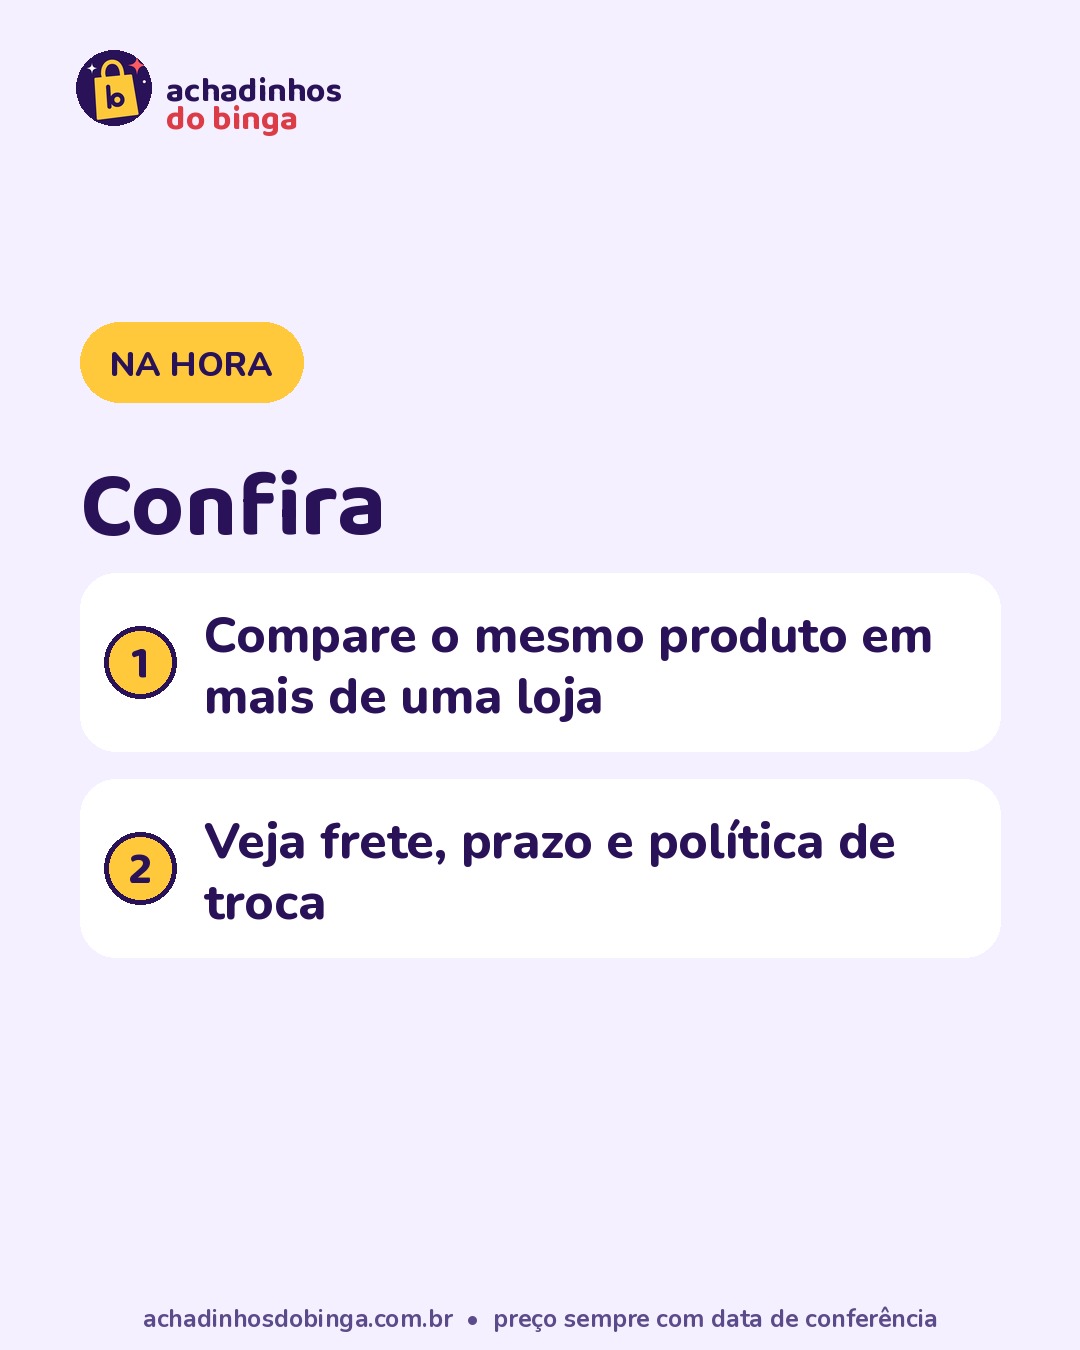 b
achadinhos
do binga
NA HORA
Confira
1
Compare o mesmo produto em
mais de uma loja
2
Veja frete, prazo e política de
troca
achadinhosdobinga.com.br • preço sempre com data de conferência